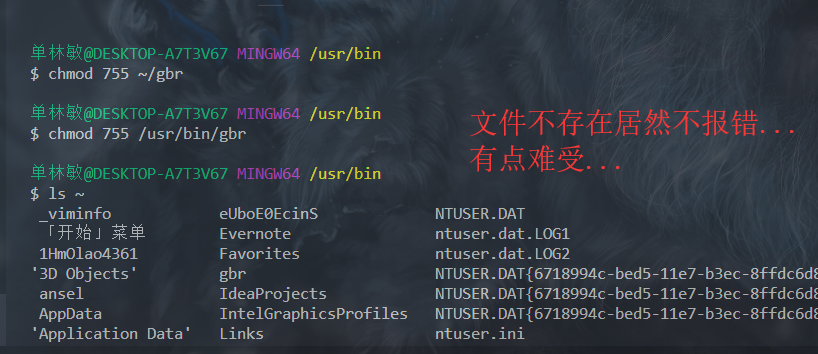 单林敏@DESKTOP-A7T3V67 MINGW64 /usr/bin
$ chmod 755 ~/gbr
单林敏@DESKTOP-A7T3V67 MINGW64 /usr/bin
$ chmod 755 /usr/bin/gbr
文件不存在居然不报错...
有点难受...
单林敏@DESKTOP-A7T3V67 MINGW64 /usr/bin
$ ls ~
_viminfo eUboE0EcinS NTUSER.DAT
「开始」菜单 Evernote ntuser.dat.LOG1
1HmOlao4361 Favorites ntuser.dat.LOG2
'3D Objects' gbr NTUSER.DAT{6718994c-bed5-11e7-b3ec-8ffdc6d8
ansel IdeaProjects NTUSER.DAT{6718994c-bed5-11e7-b3ec-8ffdc6d8
AppData IntelGraphicsProfiles NTUSER.DAT{6718994c-bed5-11e7-b3ec-8ffdc6d8
'Application Data' Links ntuser.ini